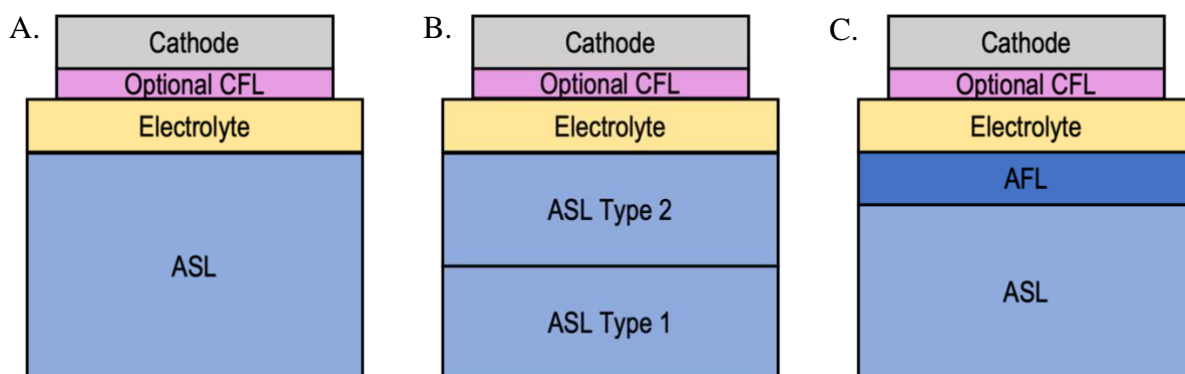 A.
Cathode
Optional CFL
Electrolyte
ASL
B.
Cathode
Optional CFL
Electrolyte
ASL Type 2
ASL Type 1
C.
Cathode
Optional CFL
Electrolyte
AFL
ASL